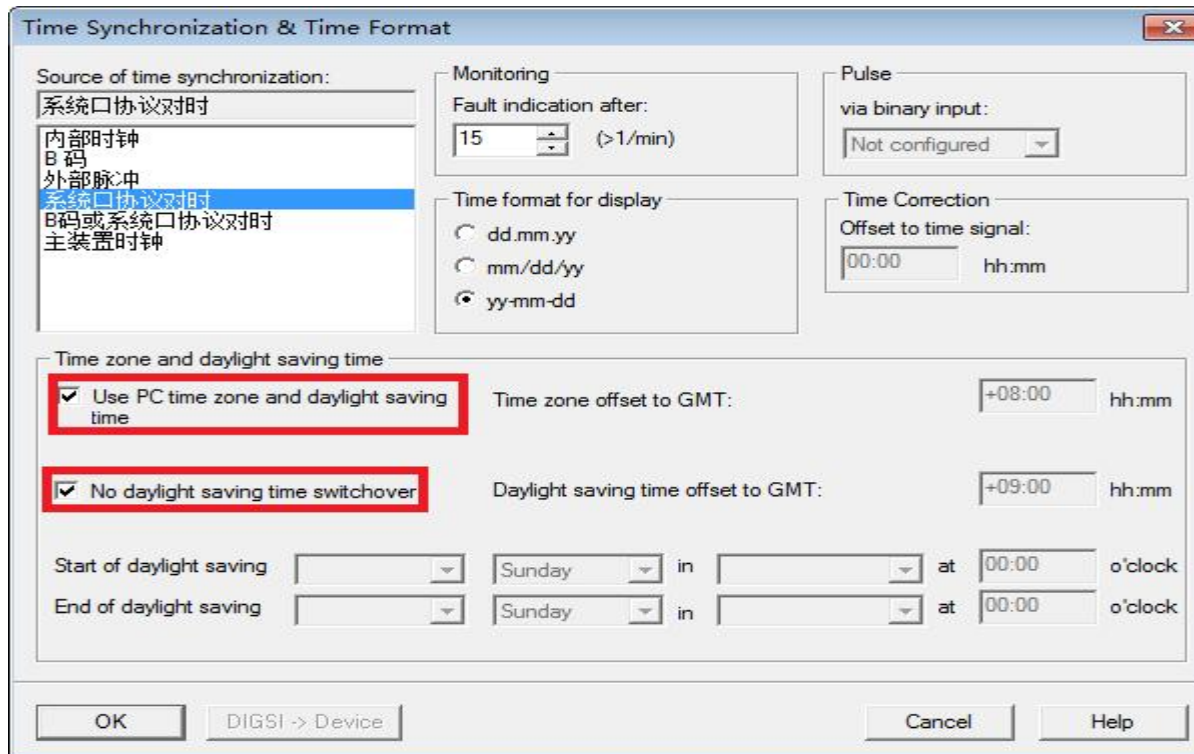 Time Synchronization & Time Format
Source of time synchronization:
系统口协议对时
内部时钟
B 码
外部脉冲
系统口协议对时
B码或系统口协议对时
主装置时钟
Monitoring
Fault indication after:
15 (>1/min)
Time format for display
dd.mm.yy
mm/dd/yy
yy-mm-dd
Pulse
via binary input:
Not configured
Time Correction
Offset to time signal:
00:00 hh:mm
Time zone and daylight saving time
Use PC time zone and daylight saving
time
Time zone offset to GMT: +08:00 hh:mm
No daylight saving time switchover
Daylight saving time offset to GMT: +09:00 hh:mm
Start of daylight saving Sunday in at 00:00 o'clock
End of daylight saving Sunday in at 00:00 o'clock
OK DIGSI -> Device Cancel Help